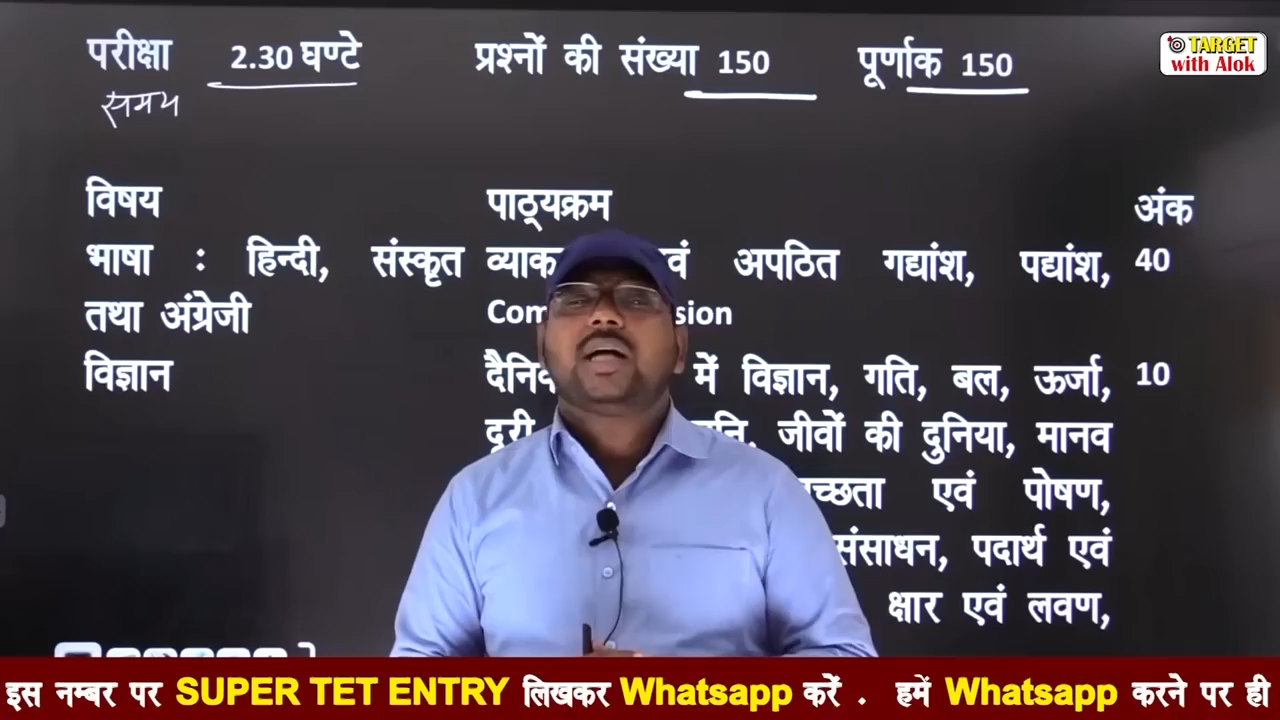 परीक्षा 2.30 घण्टे प्रश्नों की संख्या 150 पूर्णाक 150
समय
TARGET
with Alok
विषय पाठ्यक्रम अंक
भाषा : हिन्दी, संस्कृत अपठित गद्यांश, पद्यांश, 40
तथा अंग्रेजी
विज्ञान में विज्ञान, गति, बल, ऊर्जा, 10
जीवों की दुनिया, मानव
एवं पोषण,
संसाधन, पदार्थ एवं
क्षार एवं लवण,
इस नम्बर पर SUPER TET ENTRY लिखकर Whatsapp करें . हमें Whatsapp करने पर ही